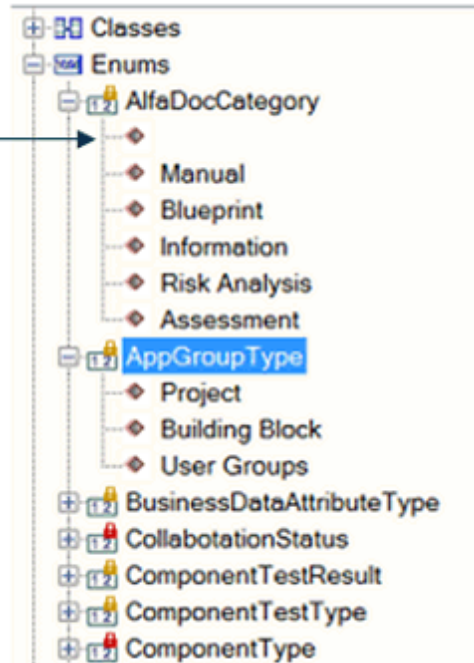 Classes
Enums
AlfaDocCategory
Manual
Blueprint
Information
Risk Analysis
Assessment
AppGroupType
Project
Building Block
User Groups
BusinessDataAttributeType
CollabotationStatus
ComponentTestResult
ComponentTestType
ComponentType